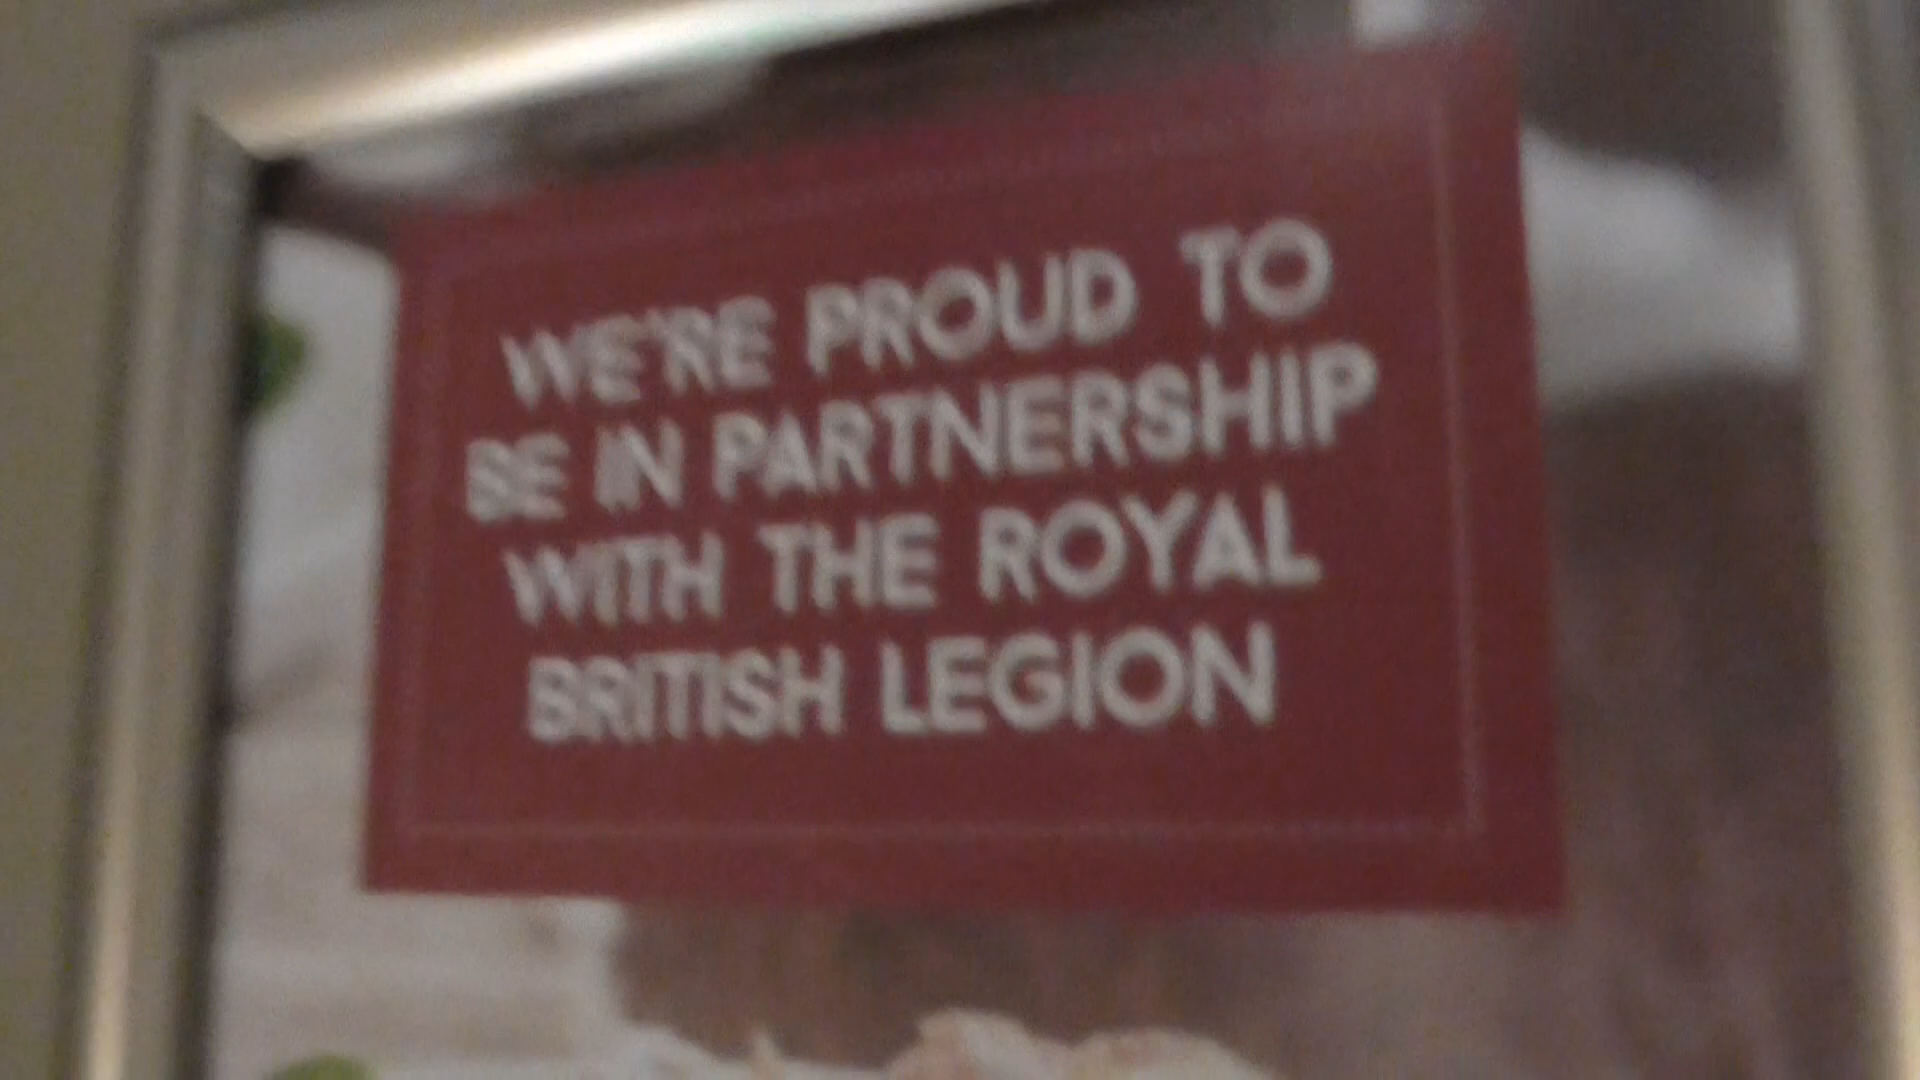 WE'RE PROUD TO
BE IN PARTNERSHIP
WITH THE ROYAL
BRITISH LEGION